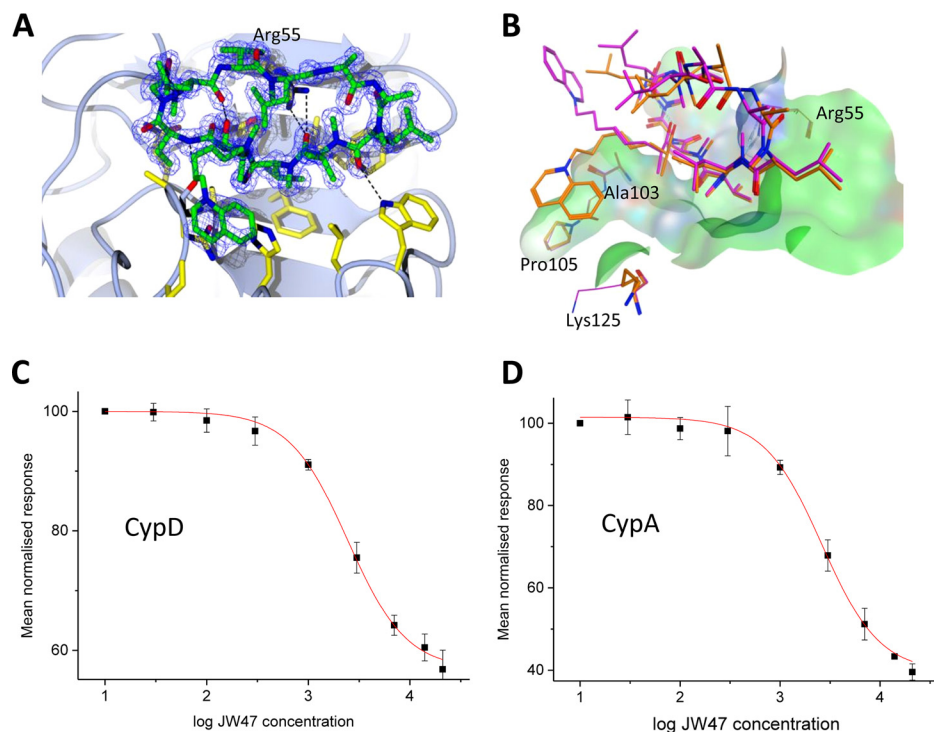 A
Arg55
B
Arg55
Ala103
Pro105
Lys125
C
100
80
60
Mean normalised response
CypD
1 2 3 4
log JW47 concentration
D
100
80
60
40
Mean normalised response
CypA
1 2 3 4
log JW47 concentration